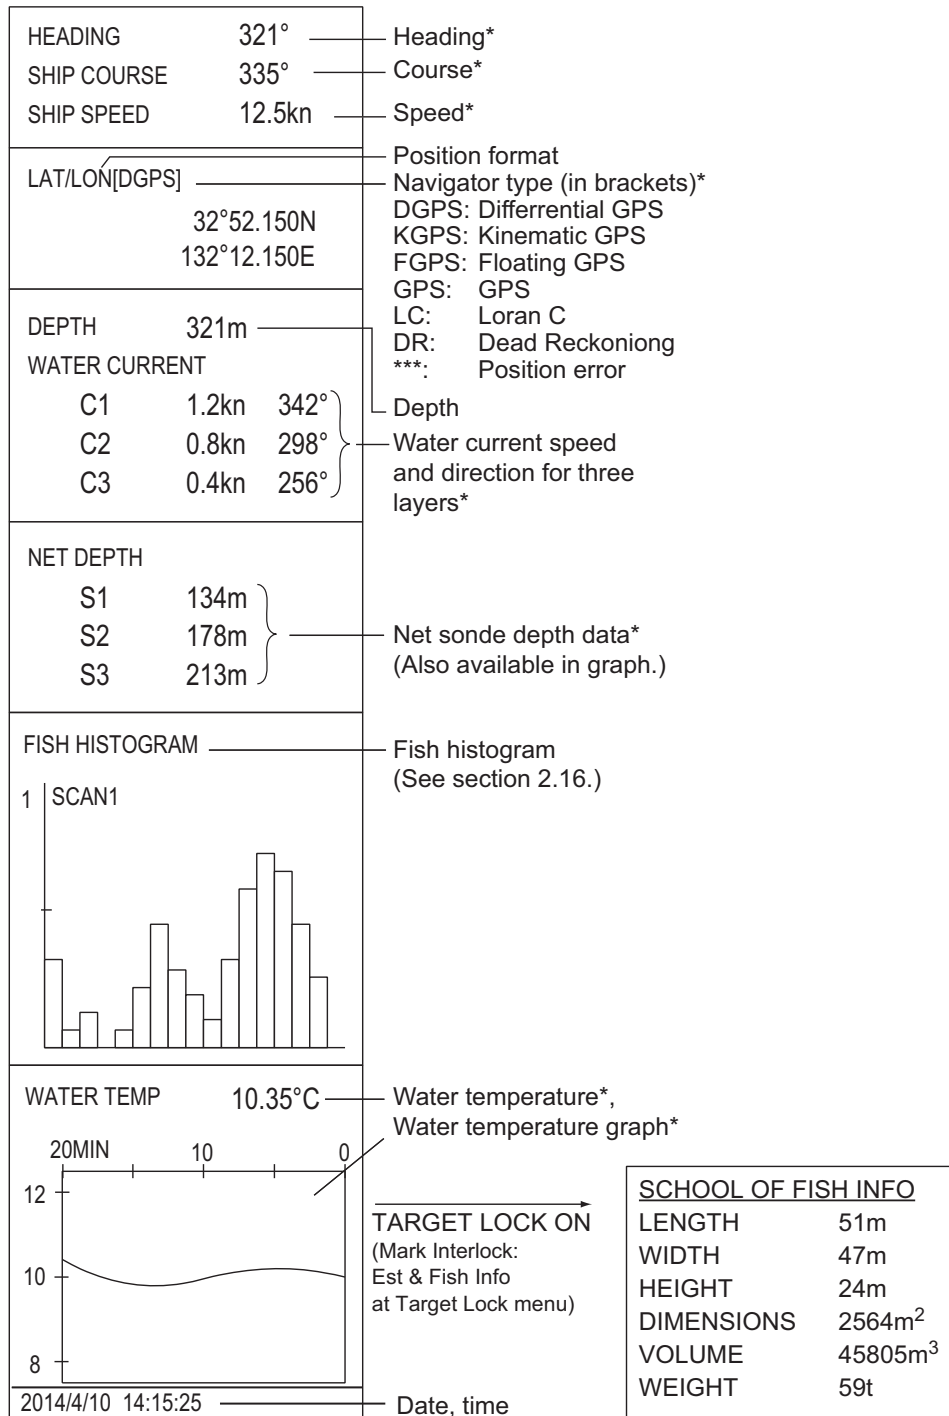 HEADING 321° Heading*
SHIP COURSE 335° Course*
SHIP SPEED 12.5kn Speed*
Position format
LAT/LON[DGPS] Navigator type (in brackets)*
DGPS: Differrential GPS
32°52.150N KGPS: Kinematic GPS
132°12.150E FGPS: Floating GPS
GPS: GPS
LC: Loran C
DEPTH 321m DR: Dead Reckoniong
WATER CURRENT ***: Position error
C1 1.2kn 342° Depth
C2 0.8kn 298° Water current speed
and direction for three
C3 0.4kn 256° layers*
NET DEPTH
S1 134m
S2 178m Net sonde depth data*
S3 213m (Also available in graph.)
FISH HISTOGRAM Fish histogram
(See section 2.16.)
1 SCAN1
WATER TEMP 10.35°C Water temperature*,
Water temperature graph*
20MIN 10 0
12
10
8
TARGET LOCK ON
(Mark Interlock:
Est & Fish Info
at Target Lock menu)
SCHOOL OF FISH INFO
LENGTH 51m
WIDTH 47m
HEIGHT 24m
DIMENSIONS 2564m²
VOLUME 45805m³
WEIGHT 59t
2014/4/10 14:15:25 Date, time